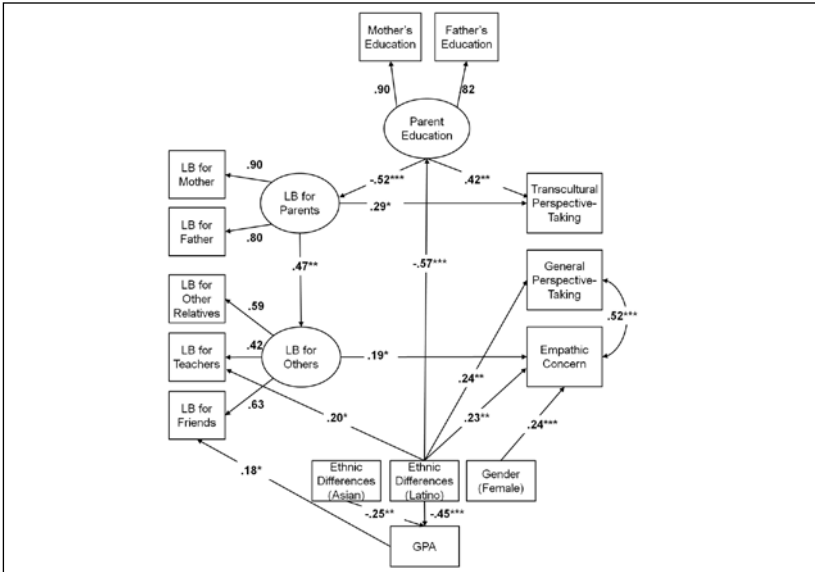 Mother's
Education
Father's
Education
.90
.82
Parent
Education
LB for
Mother
.90
-.52***
.42**
LB for
Parents
.29*
Transcultural
Perspective-
Taking
LB for
Father
.80
.47**
-.57***
General
Perspective-
Taking
LB for
Other
Relatives
.59
.52***
LB for
Teachers
.42
LB for
Others
.19*
Empathic
Concern
.24**
LB for
Friends
.63
.20*
.23**
.24***
.18*
Ethnic
Differences
(Asian)
Ethnic
Differences
(Latino)
Gender
(Female)
-.25**
-.45***
GPA